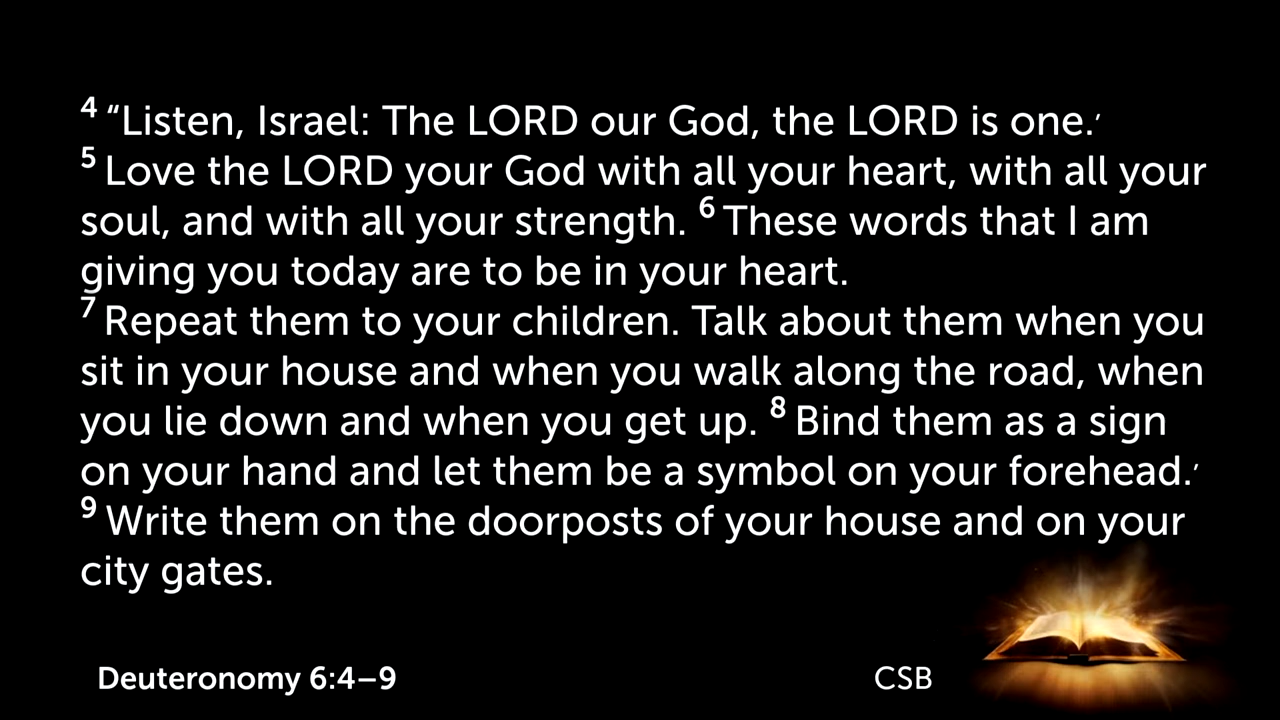 4 “Listen, Israel: The LORD our God, the LORD is one.′
5 Love the LORD your God with all your heart, with all your
soul, and with all your strength. 6 These words that I am
giving you today are to be in your heart.
7 Repeat them to your children. Talk about them when you
sit in your house and when you walk along the road, when
you lie down and when you get up. 8 Bind them as a sign
on your hand and let them be a symbol on your forehead.′
9 Write them on the doorposts of your house and on your
city gates.
Deuteronomy 6:4–9 CSB